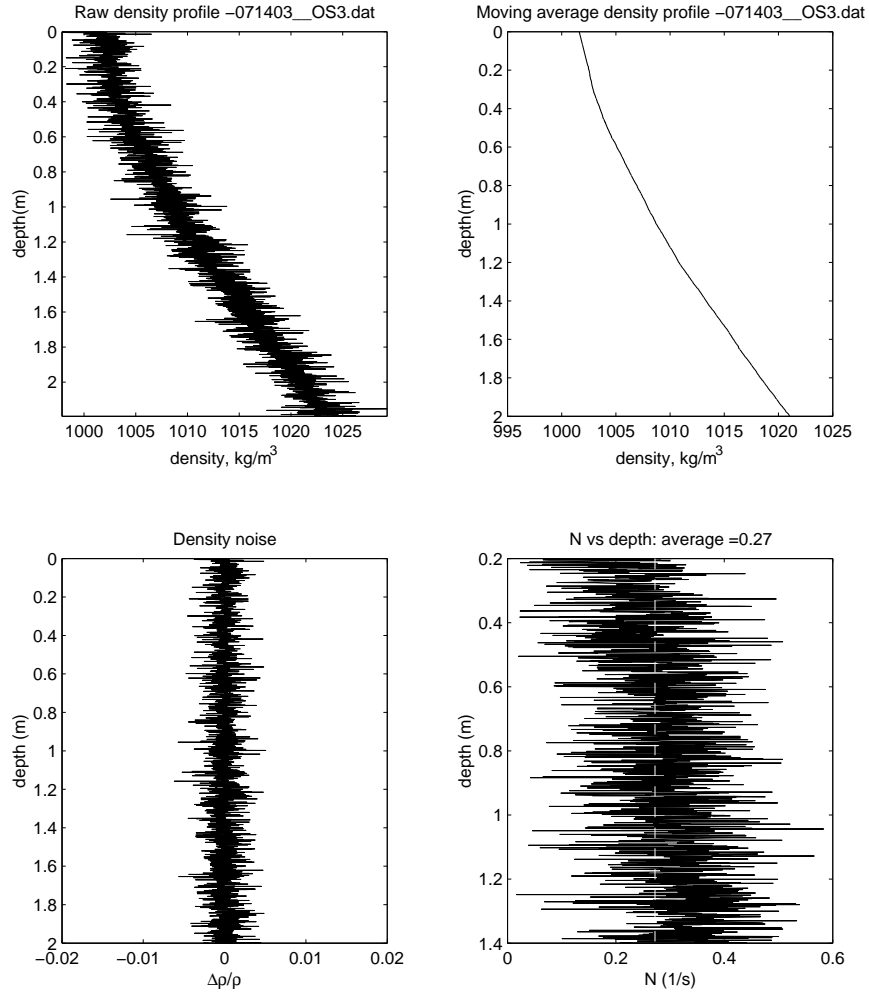 Raw density profile −071403__OS3.dat
0
0.2
0.4
0.6
0.8
1
1.2
1.4
1.6
1.8
2
depth(m)
1000 1005 1010 1015 1020 1025
density, kg/m³
Moving average density profile −071403__OS3.dat
0
0.2
0.4
0.6
0.8
1
1.2
1.4
1.6
1.8
2
depth(m)
995 1000 1005 1010 1015 1020 1025
density, kg/m³
Density noise
0
0.2
0.4
0.6
0.8
1
1.2
1.4
1.6
1.8
2
depth (m)
−0.02 −0.01 0 0.01 0.02
Δρ/ρ
N vs depth: average =0.27
0.2
0.4
0.6
0.8
1
1.2
1.4
depth (m)
0 0.2 0.4 0.6
N (1/s)